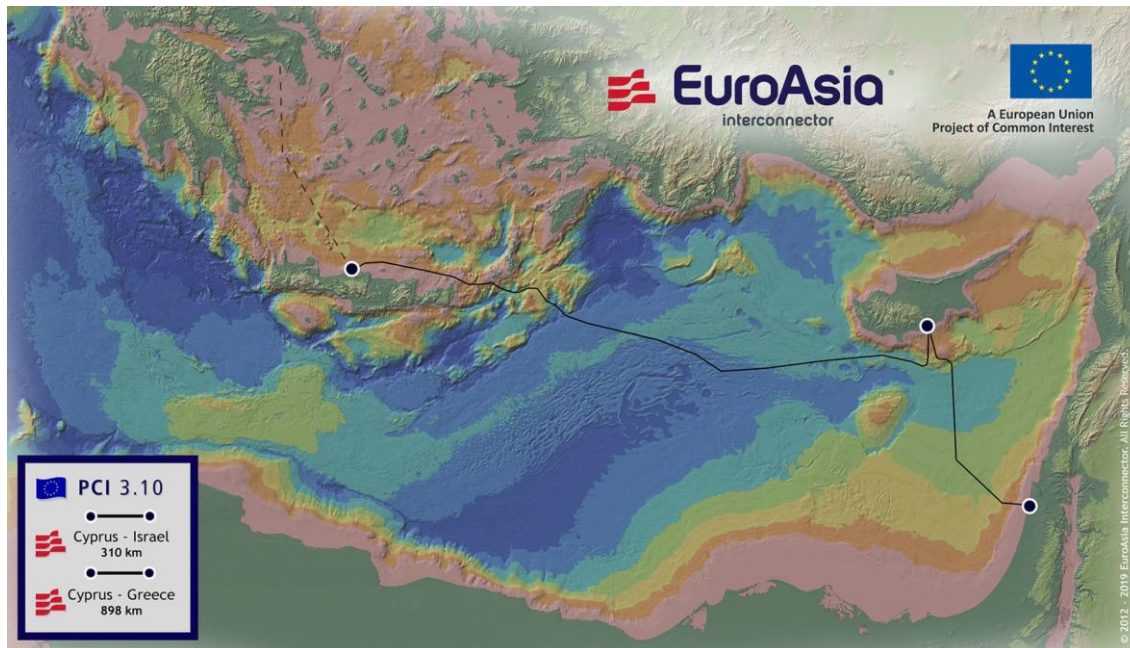 EuroAsia®
interconnector
A European Union
Project of Common Interest
PCI 3.10
Cyprus - Israel
310 km
Cyprus - Greece
898 km
© 2012 - 2019 EuroAsia Interconnector. All Rights Reserved.